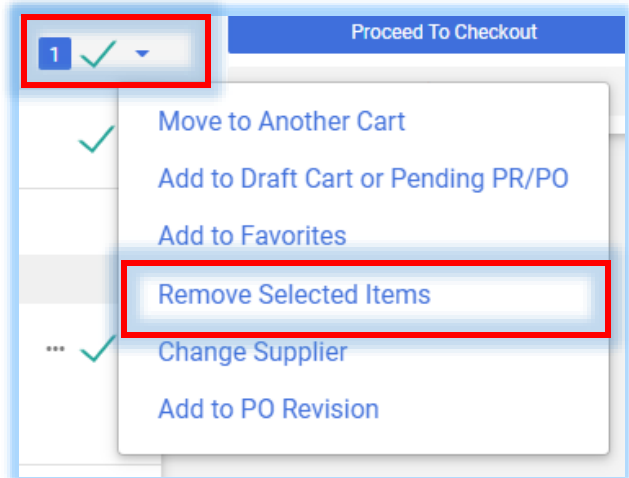 Proceed To Checkout
1
Move to Another Cart
Add to Draft Cart or Pending PR/PO
Add to Favorites
Remove Selected Items
Change Supplier
Add to PO Revision